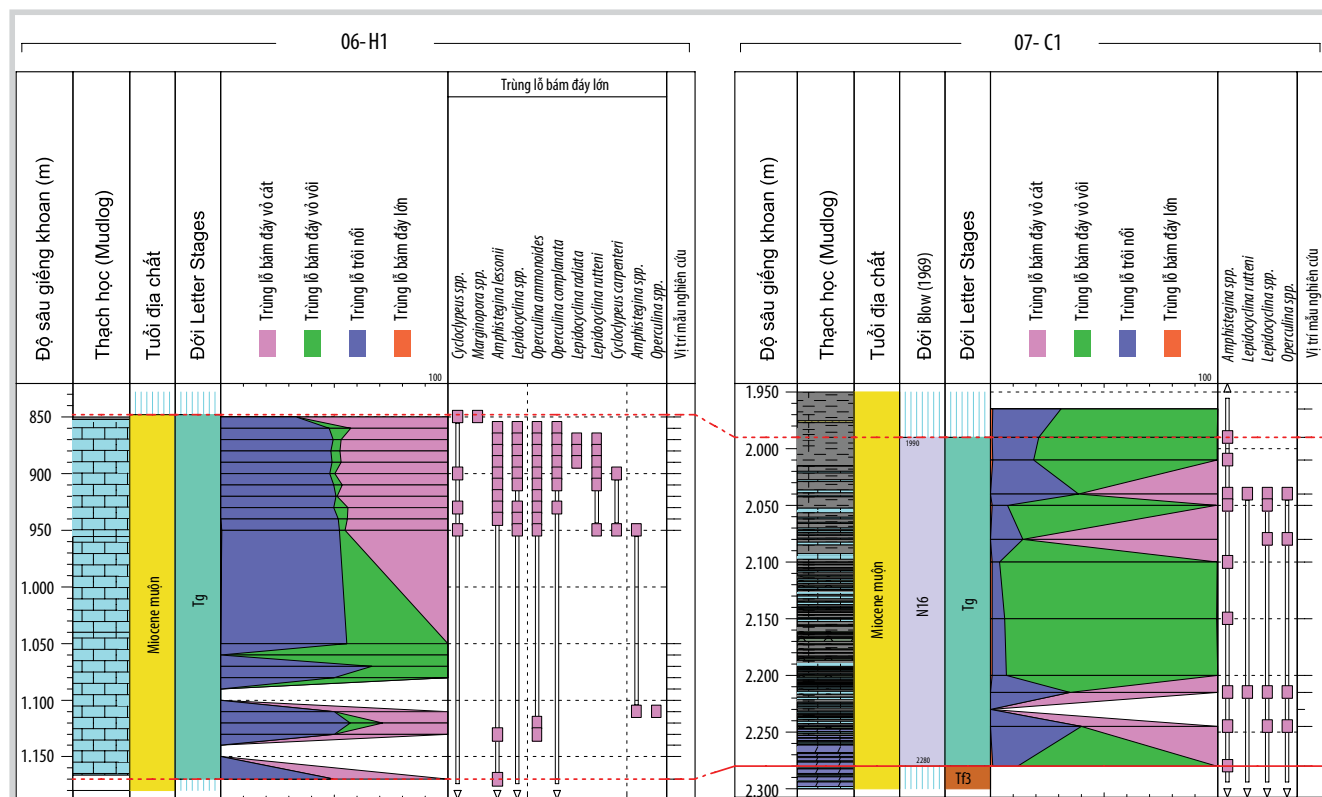 06- H1
07- C1
Độ sâu giếng khoan (m)
Thạch học (Mudlog)
Tuổi địa chất
Đới Letter Stages
Trùng lỗ bám đáy vỏ cát
Trùng lỗ bám đáy vỏ vôi
Trùng lỗ trôi nổi
Trùng lỗ bám đáy lớn
100
Trùng lỗ bám đáy lớn
Cycloclypeus spp.
Marginopora spp.
Amphistegina lessonii
Lepidocyclina spp.
Operculina ammonoides
Operculina complanata
Lepidocyclina radiata
Lepidocyclina rutteni
Cycloclypeus carpenteri
Amphistegina spp.
Operculina spp.
Vị trí mẫu nghiên cứu
850
900
950
1.000
1.050
1.100
1.150
Miocene muộn
Tg
Độ sâu giếng khoan (m)
Thạch học (Mudlog)
Tuổi địa chất
Đới Blow (1969)
Đới Letter Stages
Trùng lỗ bám đáy vỏ cát
Trùng lỗ bám đáy vỏ vôi
Trùng lỗ trôi nổi
Trùng lỗ bám đáy lớn
100
Amphistegina spp.
Lepidocyclina rutteni
Lepidocyclina spp.
Operculina spp.
Vị trí mẫu nghiên cứu
1.950
2.000
2.050
2.100
2.150
2.200
2.250
2.300
Miocene muộn
1990
N16
2280
Tg
Tf3